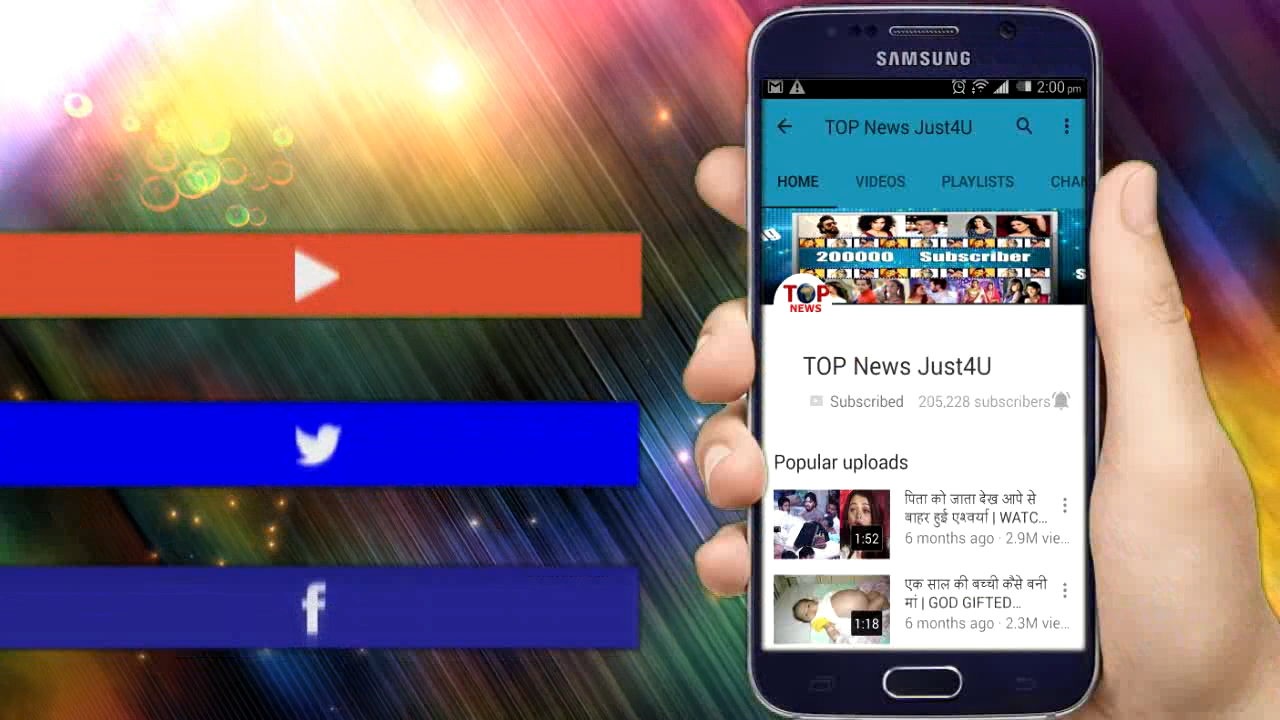 SAMSUNG
2:00 pm
TOP News Just4U
HOME VIDEOS PLAYLISTS CHAN
200000 Subscriber
TOP
NEWS
TOP News Just4U
Subscribed 205,228 subscribers
Popular uploads
पिता को जाता देख आपे से
बाहर हुई एश्वर्या | WATC...
6 months ago · 2.9M vie...
1:52
एक साल की बच्ची कैसे बनी
मां | GOD GIFTED...
6 months ago · 2.3M vie...
1:18